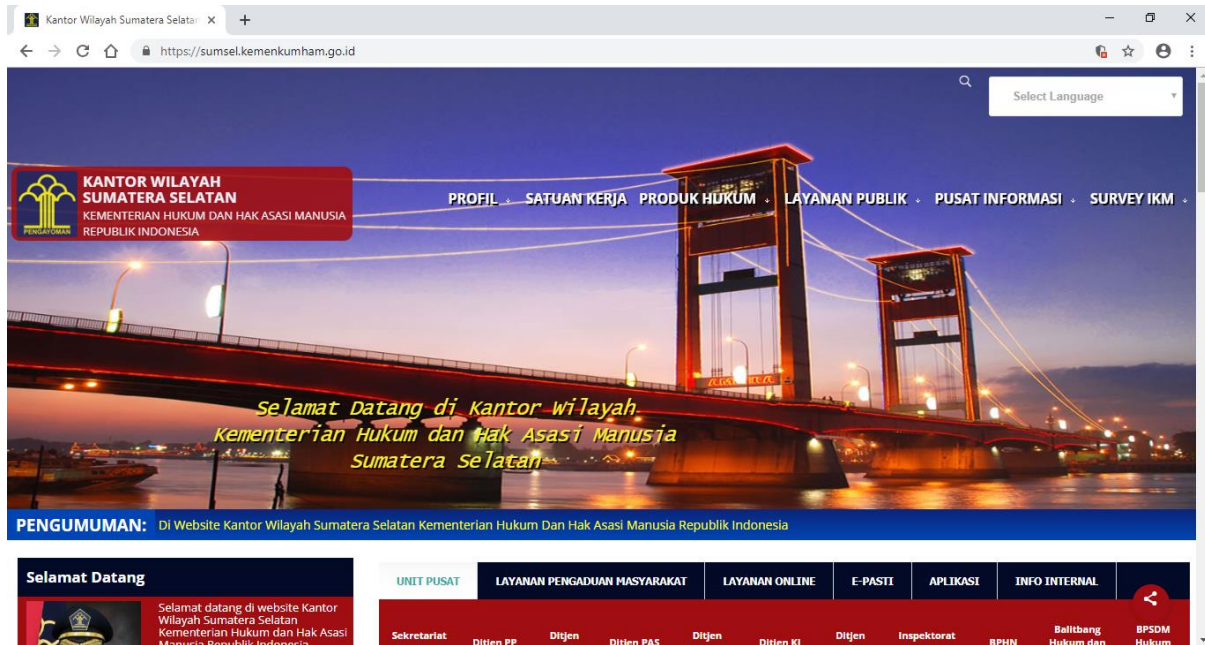 Kantor Wilayah Sumatera Selatan
https://sumsel.kemenkumham.go.id
Select Language
KANTOR WILAYAH
SUMATERA SELATAN
KEMENTERIAN HUKUM DAN HAK ASASI MANUSIA
REPUBLIK INDONESIA
PENGAYOMAN
PROFIL SATUAN KERJA PRODUK HUKUM LAYANAN PUBLIK PUSAT INFORMASI SURVEY IKM
Selamat Datang di Kantor Wilayah
Kementerian Hukum dan Hak Asasi Manusia
Sumatera Selatan
PENGUMUMAN: Di Website Kantor Wilayah Sumatera Selatan Kementerian Hukum Dan Hak Asasi Manusia Republik Indonesia
Selamat Datang
Selamat datang di website Kantor
Wilayah Sumatera Selatan
Kementerian Hukum dan Hak Asasi
Manusia Republik Indonesia
UNIT PUSAT LAYANAN PENGADUAN MASYARAKAT LAYANAN ONLINE E-PASTI APLIKASI INFO INTERNAL
Sekretariat Ditjen PP Ditjen Ditjen PAS Ditjen Ditjen KI Ditjen Inspektorat BPHN Balitbang Hukum dan BPSDM Hukum